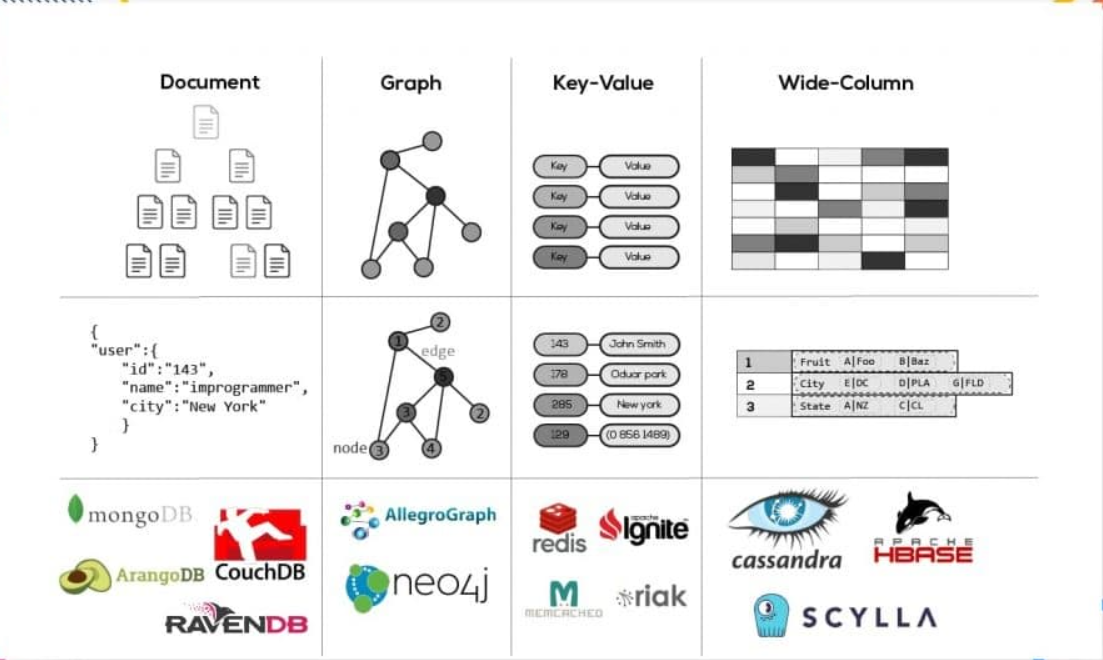 Document
Graph
Key-Value
Wide-Column
Key Value
Key Value
Key Value
Key Value
{
"user":{
"id":"143",
"name":"improgrammer",
"city":"New York"
}
}
2
1
edge
5
3
2
node 3
4
143 John Smith
178 Oduar park
285 New york
129 (0 856 1489)
1 Fruit A|Foo B|Baz
2 City E|DC D|PLA G|FLD
3 State A|NZ C|CL
mongoDB
CouchDB
ArangoDB
RAVENDB
AllegroGraph
neo4j
redis
apache
Ignite
MEMCACHED
riak
cassandra
APACHE
HBASE
SCYLLA